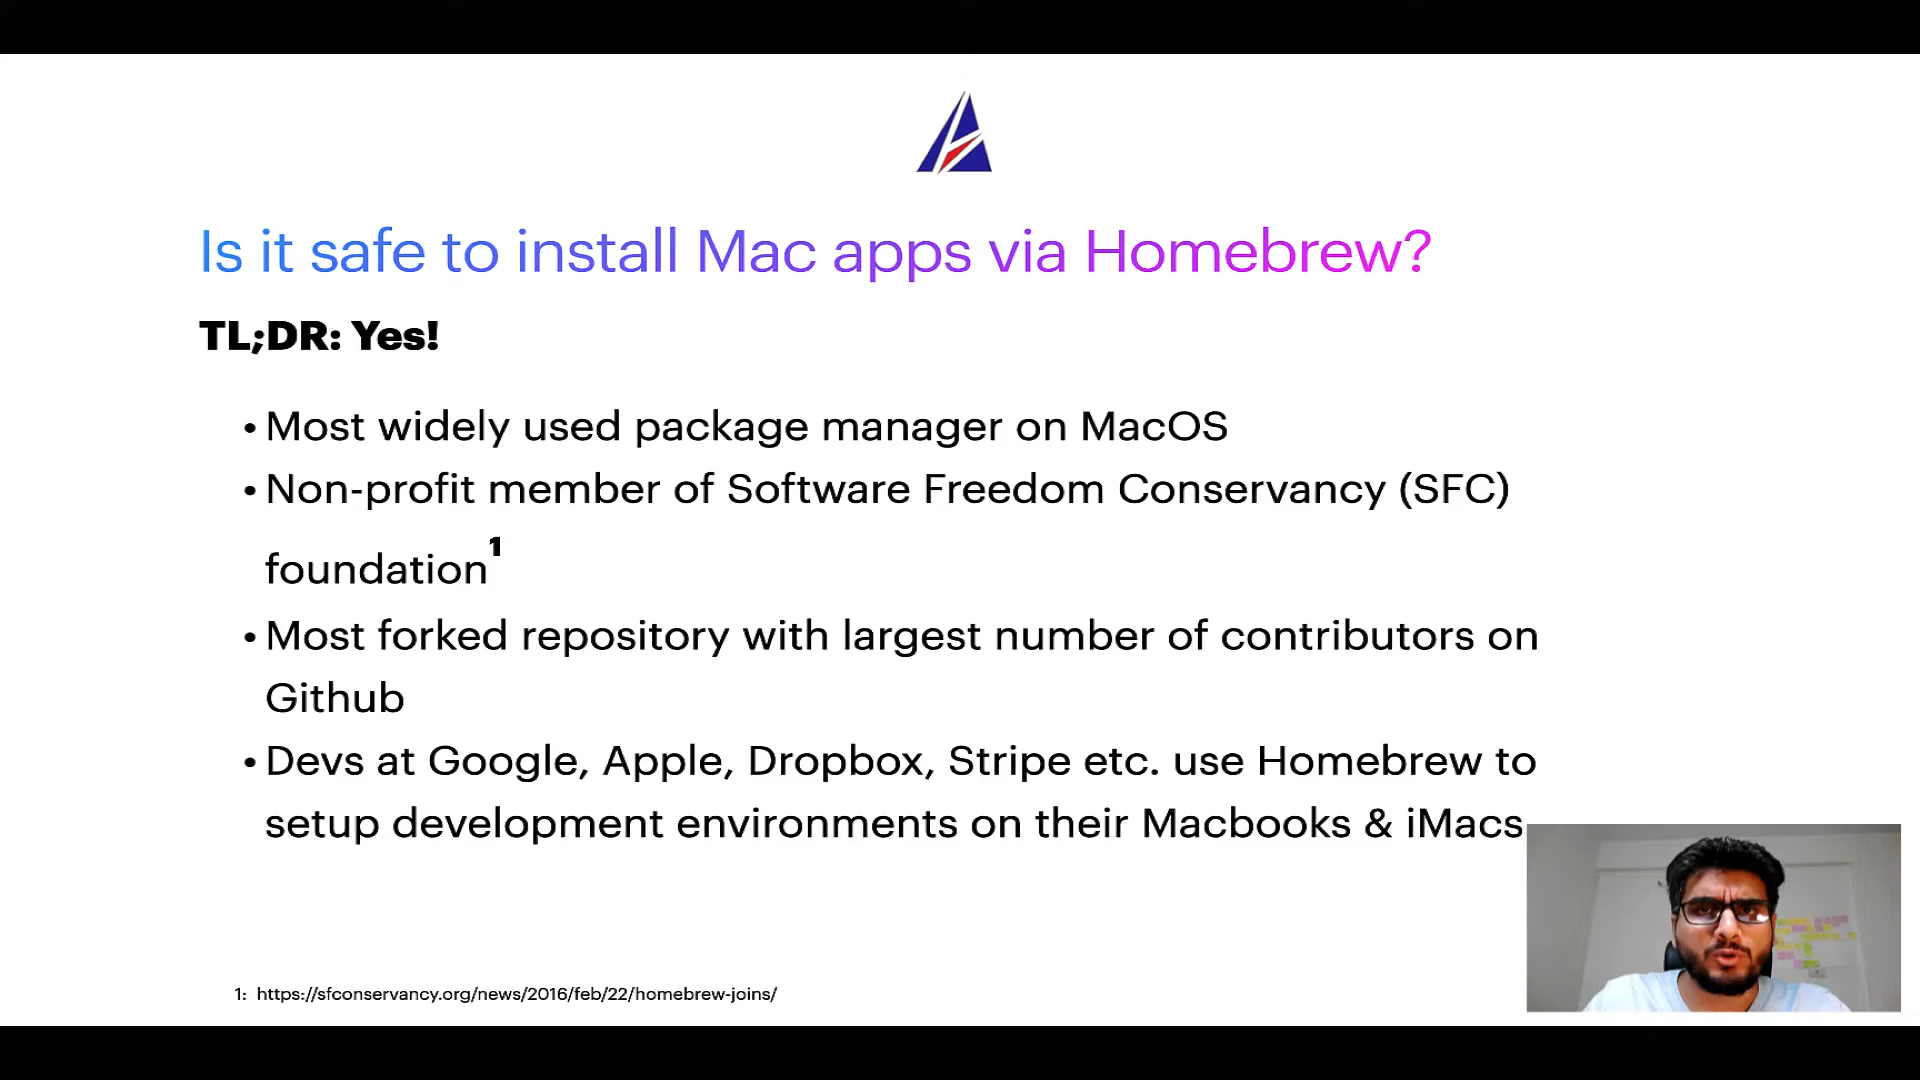 Is it safe to install Mac apps via Homebrew?
TL;DR: Yes!
• Most widely used package manager on MacOS
• Non-profit member of Software Freedom Conservancy (SFC)
foundation¹
• Most forked repository with largest number of contributors on
Github
• Devs at Google, Apple, Dropbox, Stripe etc. use Homebrew to
setup development environments on their Macbooks & iMacs
1: https://sfconservancy.org/news/2016/feb/22/homebrew-joins/